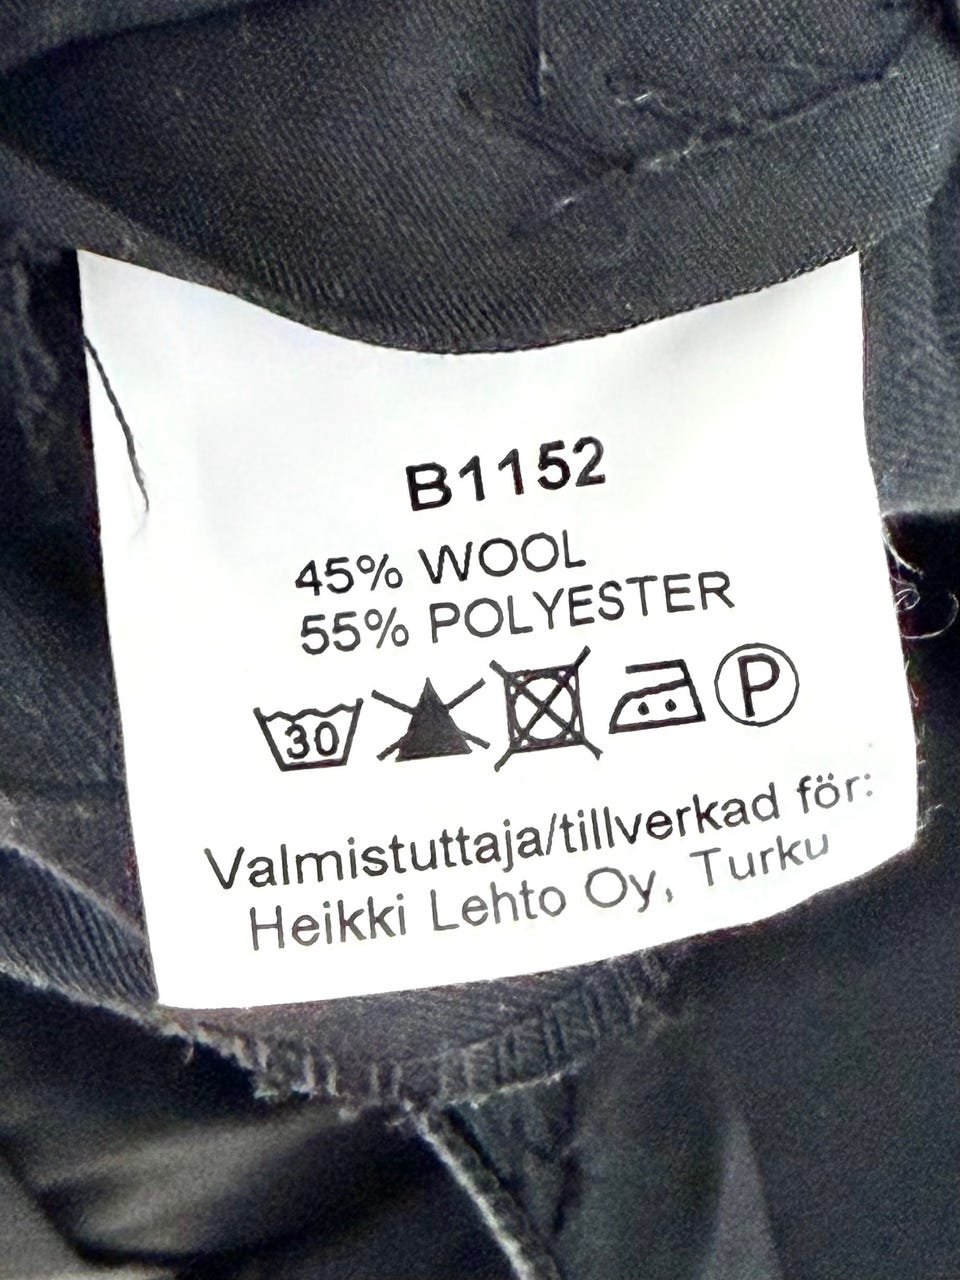 B1152
45% WOOL
55% POLYESTER
30 P
Valmistuttaja/tillverkad för:
Heikki Lehto Oy, Turku